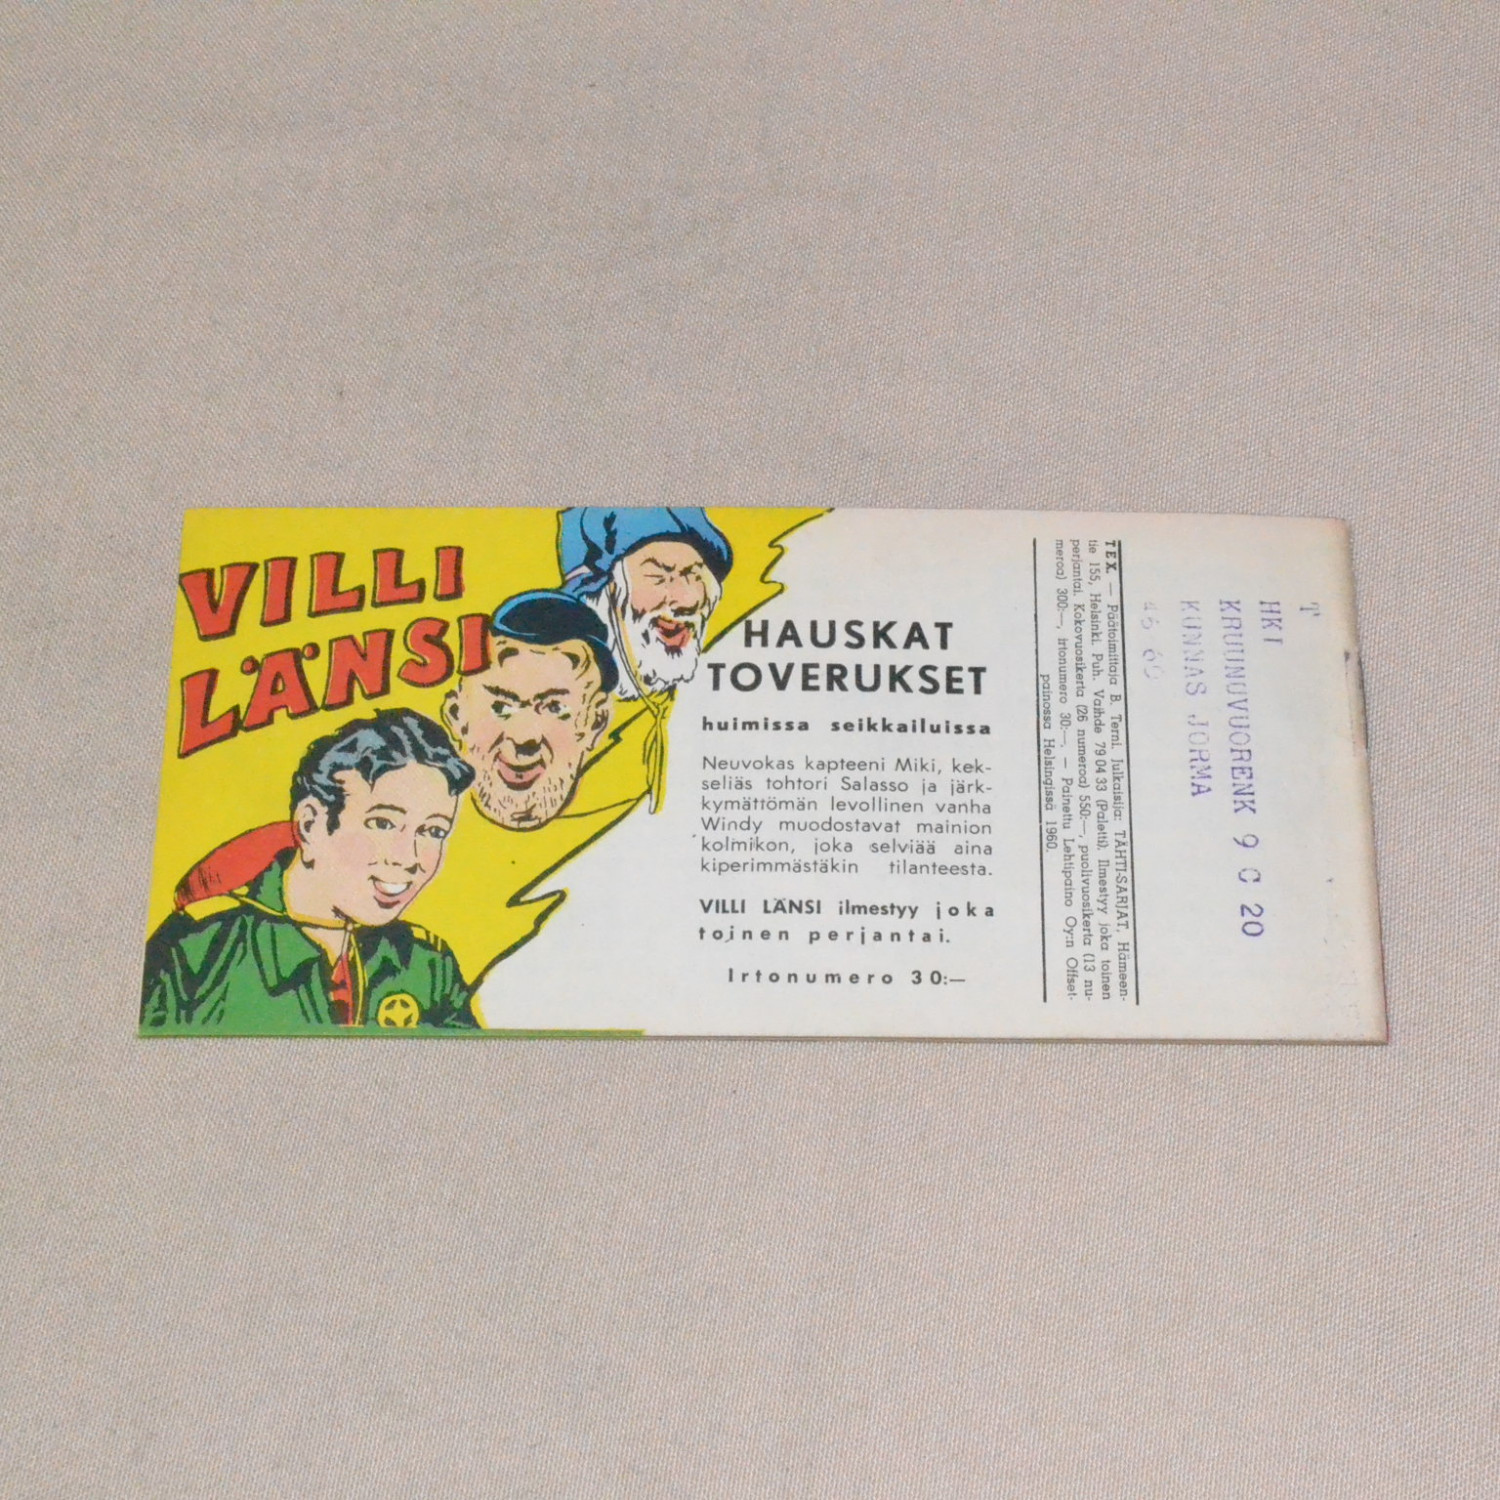 VILLI
LÄNSI
HAUSKAT
TOVERUKSET
huimissa seikkailuissa
Neuvokas kapteeni Miki, kek-
seliäs tohtori Salasso ja järk-
kymättömän levollinen vanha
Windy muodostavat mainion
kolmikon, joka selviää aina
kiperimmästäkin tilanteesta.
VILLI LÄNSI ilmestyy joka
toinen perjantai.
Irtonumero 30:—
TEX. — Päätoimittaja B. Terni. Julkaisija: TÄHTI-SARJAT, Hämeen-
tie 155, Helsinki. Puh. Vaihde 79 04 33 (Paletti). Ilmestyy joka toinen
perjantai. Kokovuosikerta (26 numeroa) 550:—, puolivuosikerta (13 nu-
meroa) 300:—, irtonumero 30:—. — Painettu Lehtipaino Oy:n Offset-
painossa Helsingissä 1960.
T
HKI
KRUUNUVUORENK 9 C 20
KUNNAS JORMA